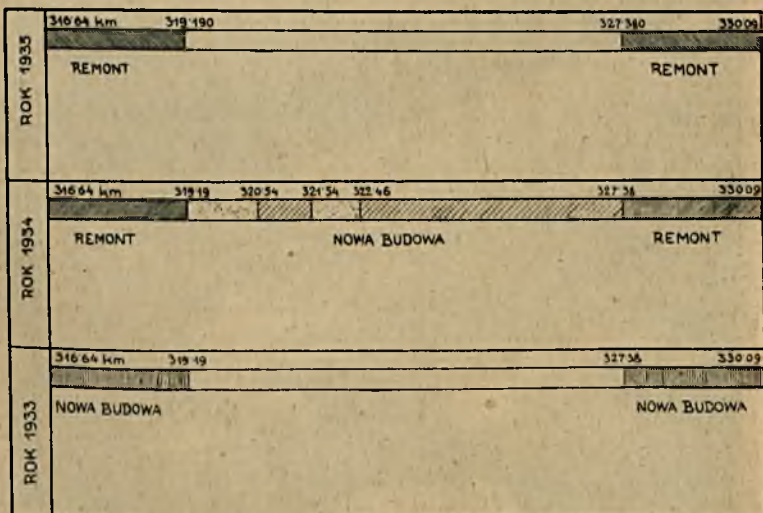 ROK 1935
316·64 km 319·190 327·380 330·09
REMONT REMONT
ROK 1934
316·64 km 319·19 320·54 321·54 322·46 327·38 330·09
REMONT NOWA BUDOWA REMONT
ROK 1933
316·64 km 319·19 327·38 330·09
NOWA BUDOWA NOWA BUDOWA